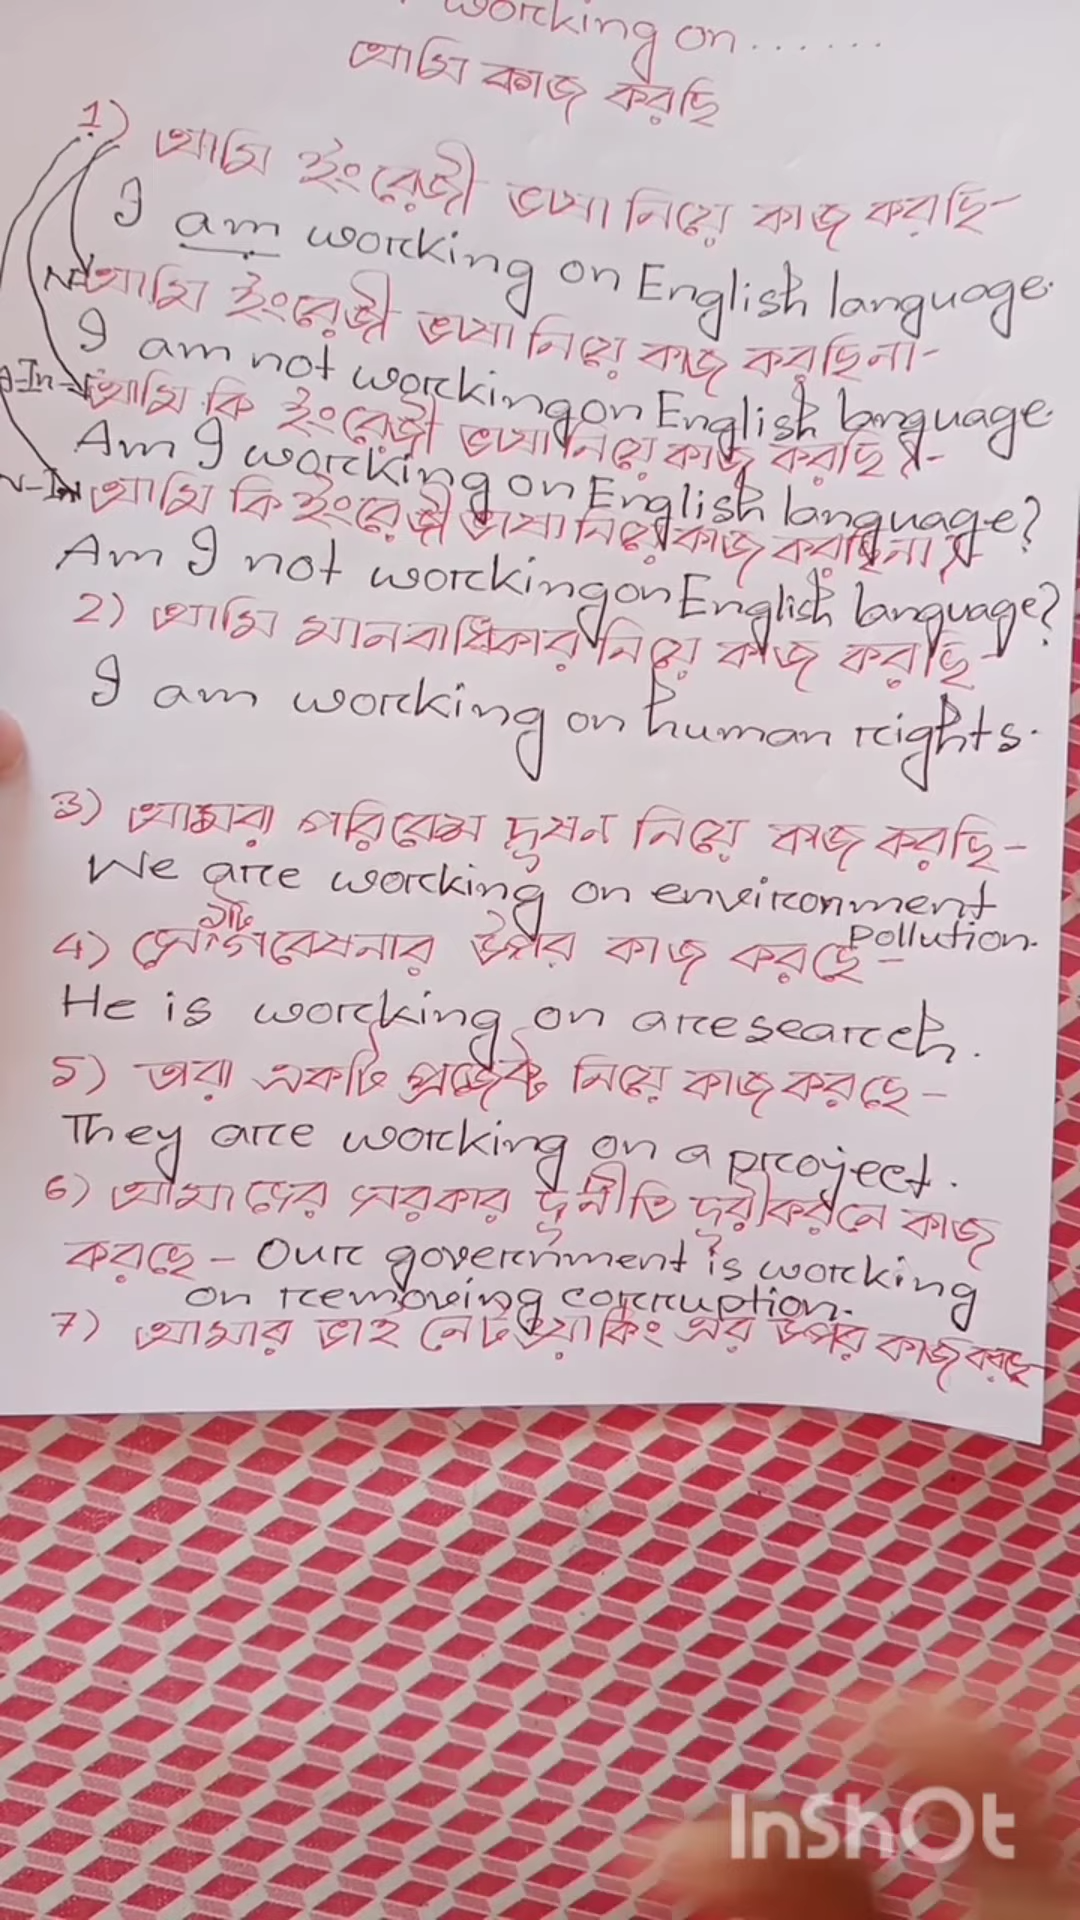 working on......
আমি কাজ করছি
1) আমি ইংরেজী ভাষা নিয়ে কাজ করছি-
I am working on English language.
N- আমি ইংরেজী ভাষা নিয়ে কাজ করছিনা-
I am not working on English language.
A-In- আমি কি ইংরেজী ভাষা নিয়ে কাজ করছি?-
Am I working on English language?
N-In আমি কি ইংরেজী ভাষা নিয়ে কাজ করছিনা?
Am I not working on English language?
2) আমি মানবাধিকার নিয়ে কাজ করছি-
I am working on human rights.
3) আমরা পরিবেশ দূষন নিয়ে কাজ করছি-
We are working on environment
pollution.
4) সে গবেষনার উপর কাজ করছে-
He is working on a research.
5) তারা একটি প্রজেক্ট নিয়ে কাজ করছে-
They are working on a project.
6) আমাদের সরকার দূর্নীতি দূরীকরনে কাজ
করছে- Our government is working
on removing corruption.
7) আমার ভাই নেটওয়ার্কিং এর উপর কাজ করছে-
InShOt